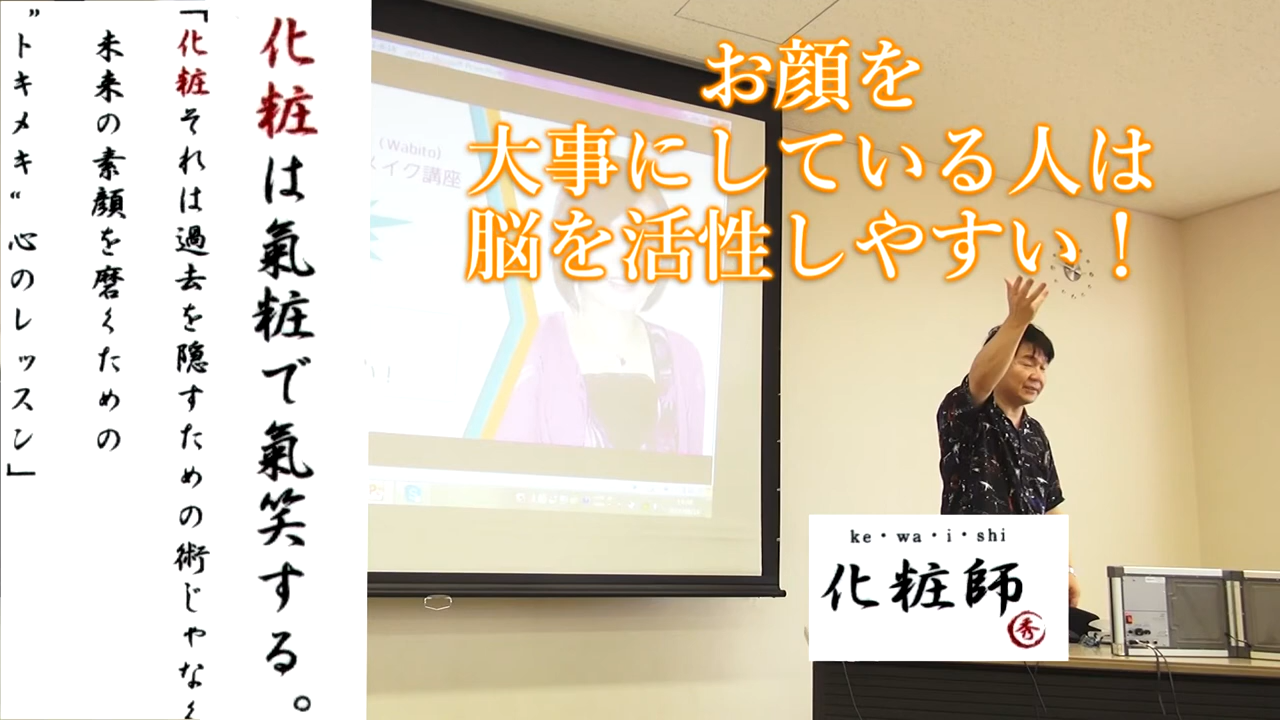 化粧は氣粧で氣笑する。
「化粧それは過去を隠すための術じゃなく
未来の素顔を磨くための
"トキメキ"心のレッスン」
お顔を
大事にしている人は
脳を活性しやすい！
(Wabito)
メイク講座
ke・wa・i・shi
化粧師
秀